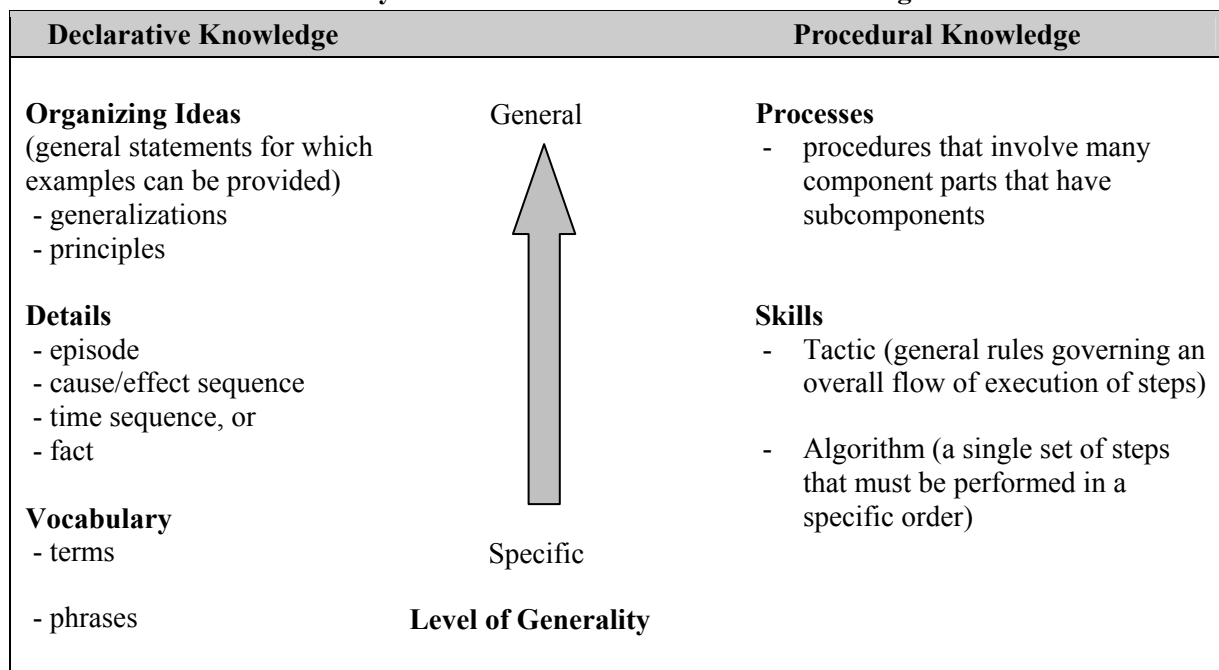 Declarative Knowledge
Procedural Knowledge
Organizing Ideas
(general statements for which
examples can be provided)
- generalizations
- principles
Details
- episode
- cause/effect sequence
- time sequence, or
- fact
Vocabulary
- terms
- phrases
General
Specific
Level of Generality
Processes
- procedures that involve many
component parts that have
subcomponents
Skills
- Tactic (general rules governing an
overall flow of execution of steps)
- Algorithm (a single set of steps
that must be performed in a
specific order)